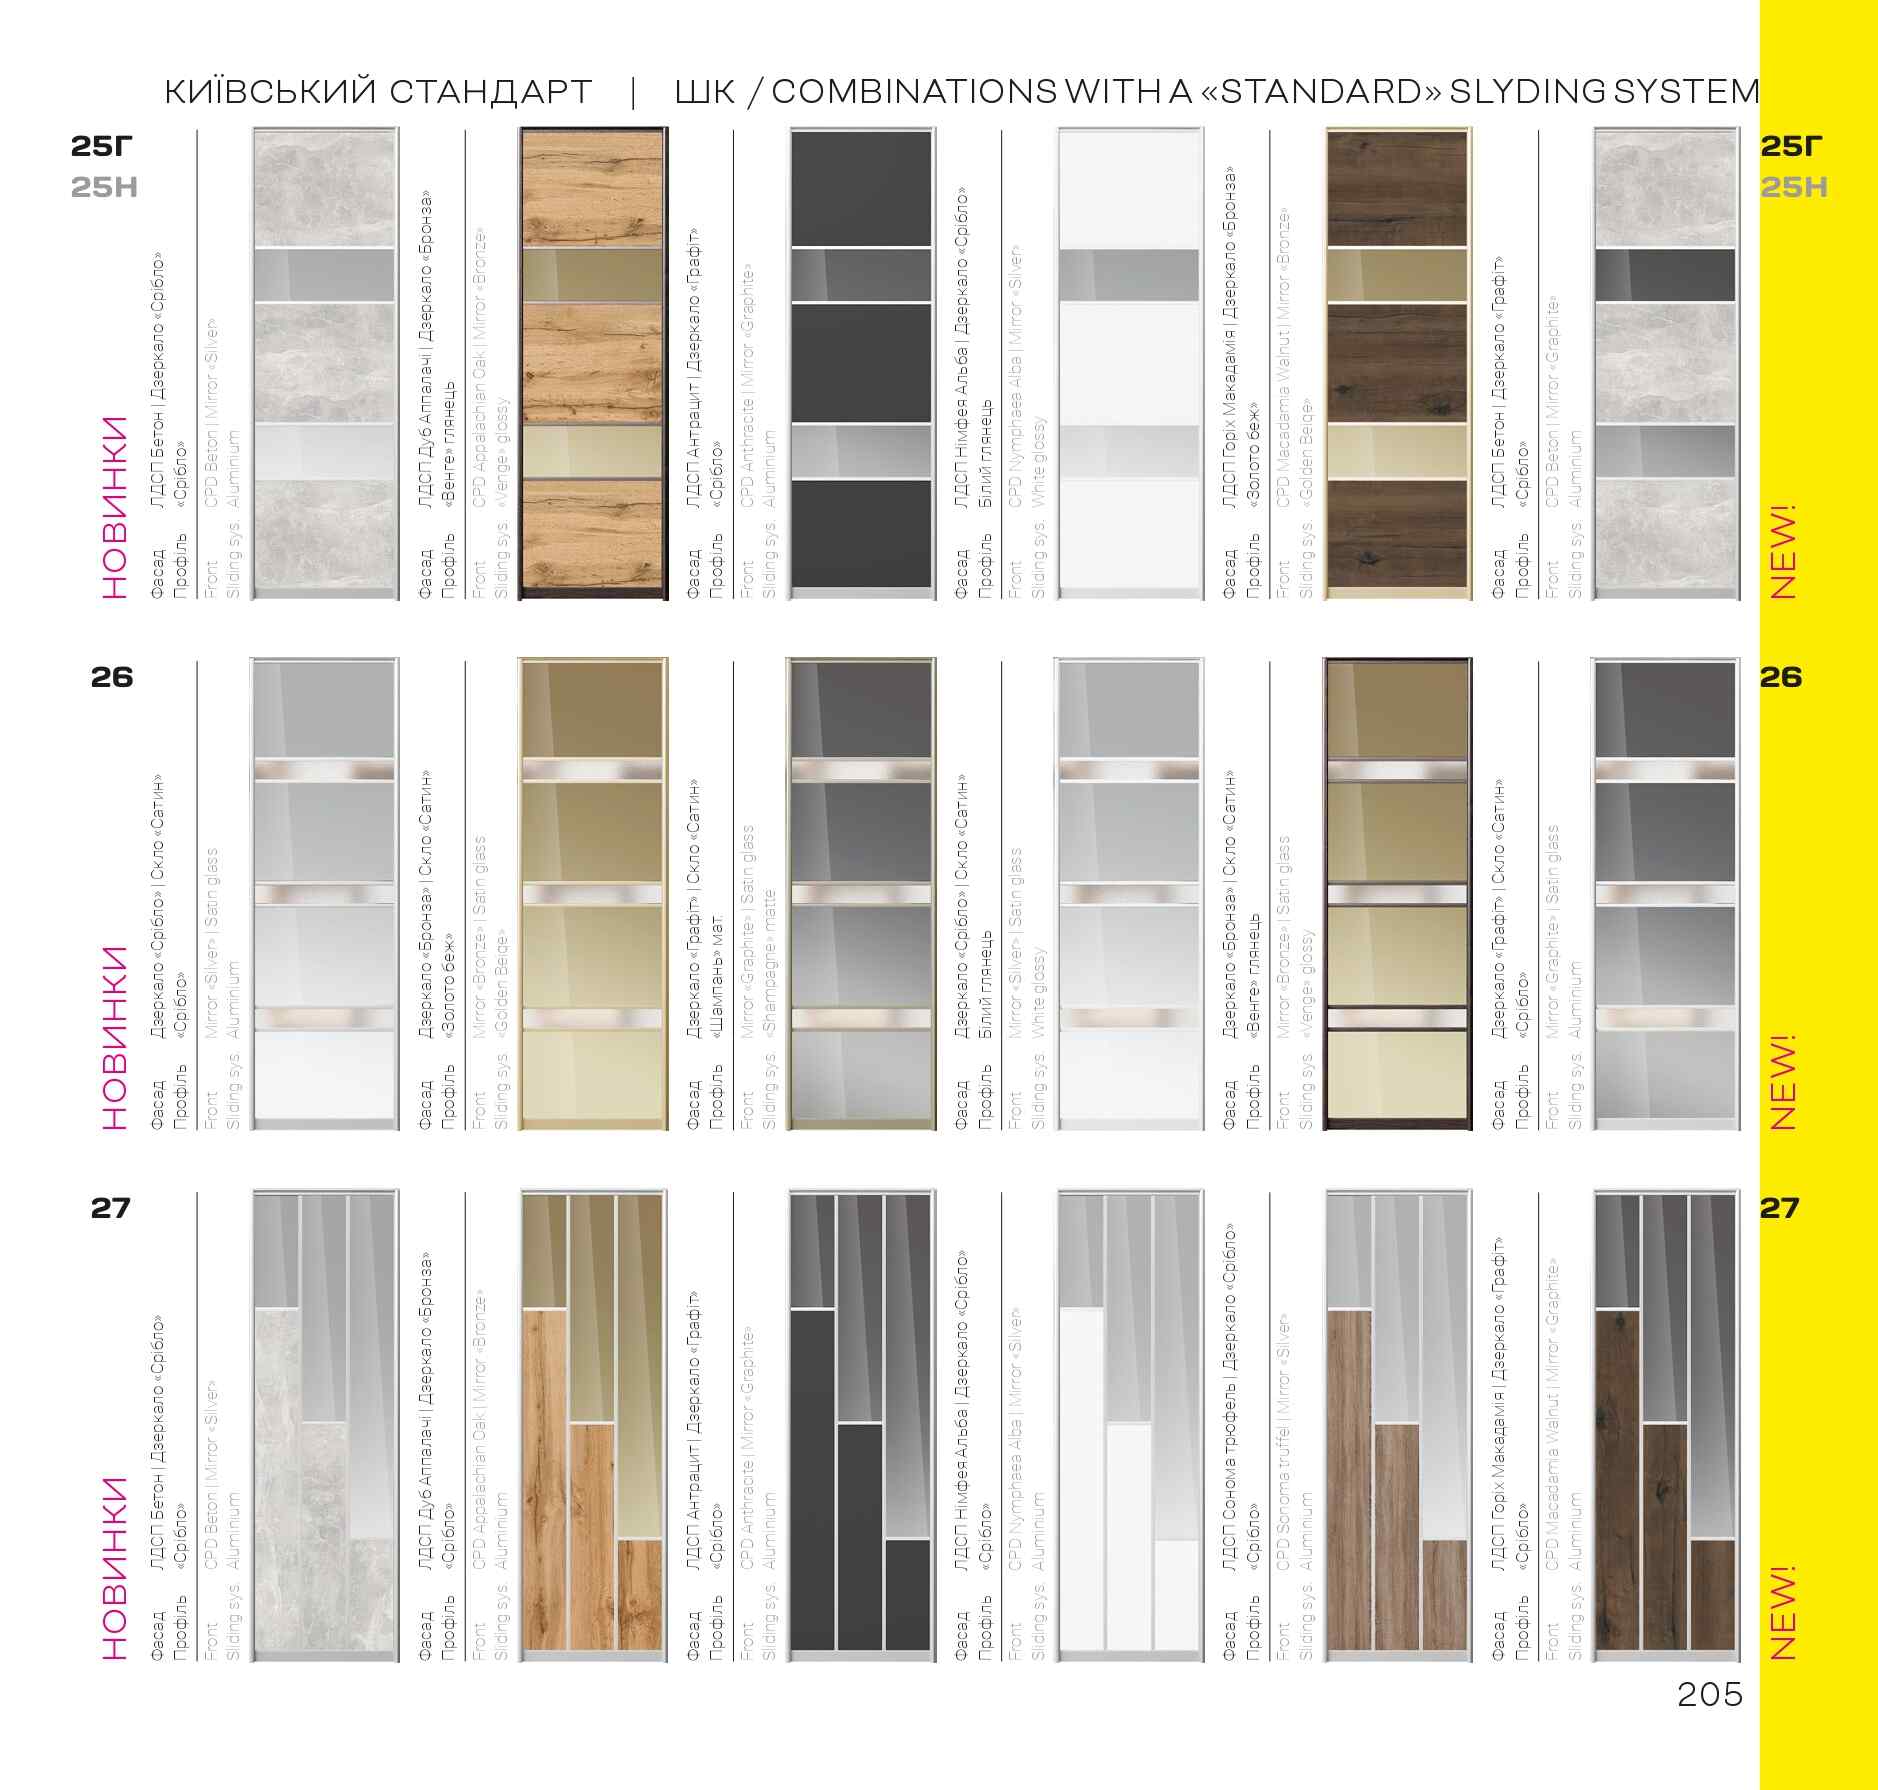 КИЇВСЬКИЙ СТАНДАРТ | ШК / COMBINATIONS WITH A «STANDARD» SLYDING SYSTEM
25Г
25H
НОВИНКИ
Фасад ЛДСП Бетон | Дзеркало «Срібло»
Профіль «Срібло»
Front CPD Beton | Mirror «Silver»
Sliding sys. Aluminium
Фасад ЛДСП Дуб Аппалачі | Дзеркало «Бронза»
Профіль «Венге» глянець
Front CPD Appalachian Oak | Mirror «Bronze»
Sliding sys. «Venge» glossy
Фасад ЛДСП Антрацит | Дзеркало «Графіт»
Профіль «Срібло»
Front CPD Anthracite | Mirror «Graphite»
Sliding sys. Aluminium
Фасад ЛДСП Німфея Альба | Дзеркало «Срібло»
Профіль Білий глянець
Front CPD Nymphaea Alba | Mirror «Silver»
Sliding sys. White glossy
Фасад ЛДСП Горіх Макадамія | Дзеркало «Бронза»
Профіль «Золото беж»
Front CPD Macadamia Walnut | Mirror «Bronze»
Sliding sys. «Golden Beige»
Фасад ЛДСП Бетон | Дзеркало «Графіт»
Профіль «Срібло»
Front CPD Beton | Mirror «Graphite»
Sliding sys. Aluminium
25Г
25H
NEW!
26
НОВИНКИ
Фасад Дзеркало «Срібло» | Скло «Сатин»
Профіль «Срібло»
Front Mirror «Silver» | Satin glass
Sliding sys. Aluminium
Фасад Дзеркало «Бронза» | Скло «Сатин»
Профіль «Золото беж»
Front Mirror «Bronze» | Satin glass
Sliding sys. «Golden Beige»
Фасад Дзеркало «Графіт» | Скло «Сатин»
Профіль «Шампань» мат.
Front Mirror «Graphite» | Satin glass
Sliding sys. «Shampagne» matte
Фасад Дзеркало «Срібло» | Скло «Сатин»
Профіль Білий глянець
Front Mirror «Silver» | Satin glass
Sliding sys. White glossy
Фасад Дзеркало «Бронза» | Скло «Сатин»
Профіль «Венге» глянець
Front Mirror «Bronze» | Satin glass
Sliding sys. «Venge» glossy
Фасад Дзеркало «Графіт» | Скло «Сатин»
Профіль «Срібло»
Front Mirror «Graphite» | Satin glass
Sliding sys. Aluminium
26
NEW!
27
НОВИНКИ
Фасад ЛДСП Бетон | Дзеркало «Срібло»
Профіль «Срібло»
Front CPD Beton | Mirror «Silver»
Sliding sys. Aluminium
Фасад ЛДСП Дуб Аппалачі | Дзеркало «Бронза»
Профіль «Срібло»
Front CPD Appalachian Oak | Mirror «Bronze»
Sliding sys. Aluminium
Фасад ЛДСП Антрацит | Дзеркало «Графіт»
Профіль «Срібло»
Front CPD Anthracite | Mirror «Graphite»
Sliding sys. Aluminium
Фасад ЛДСП Німфея Альба | Дзеркало «Срібло»
Профіль «Срібло»
Front CPD Nymphaea Alba | Mirror «Silver»
Sliding sys. Aluminium
Фасад ЛДСП Сонома трюфель | Дзеркало «Срібло»
Профіль «Срібло»
Front CPD Sonoma truffel | Mirror «Silver»
Sliding sys. Aluminium
Фасад ЛДСП Горіх Макадамія | Дзеркало «Графіт»
Профіль «Срібло»
Front CPD Macadamia Walnut | Mirror «Graphite»
Sliding sys. Aluminium
27
NEW!
205